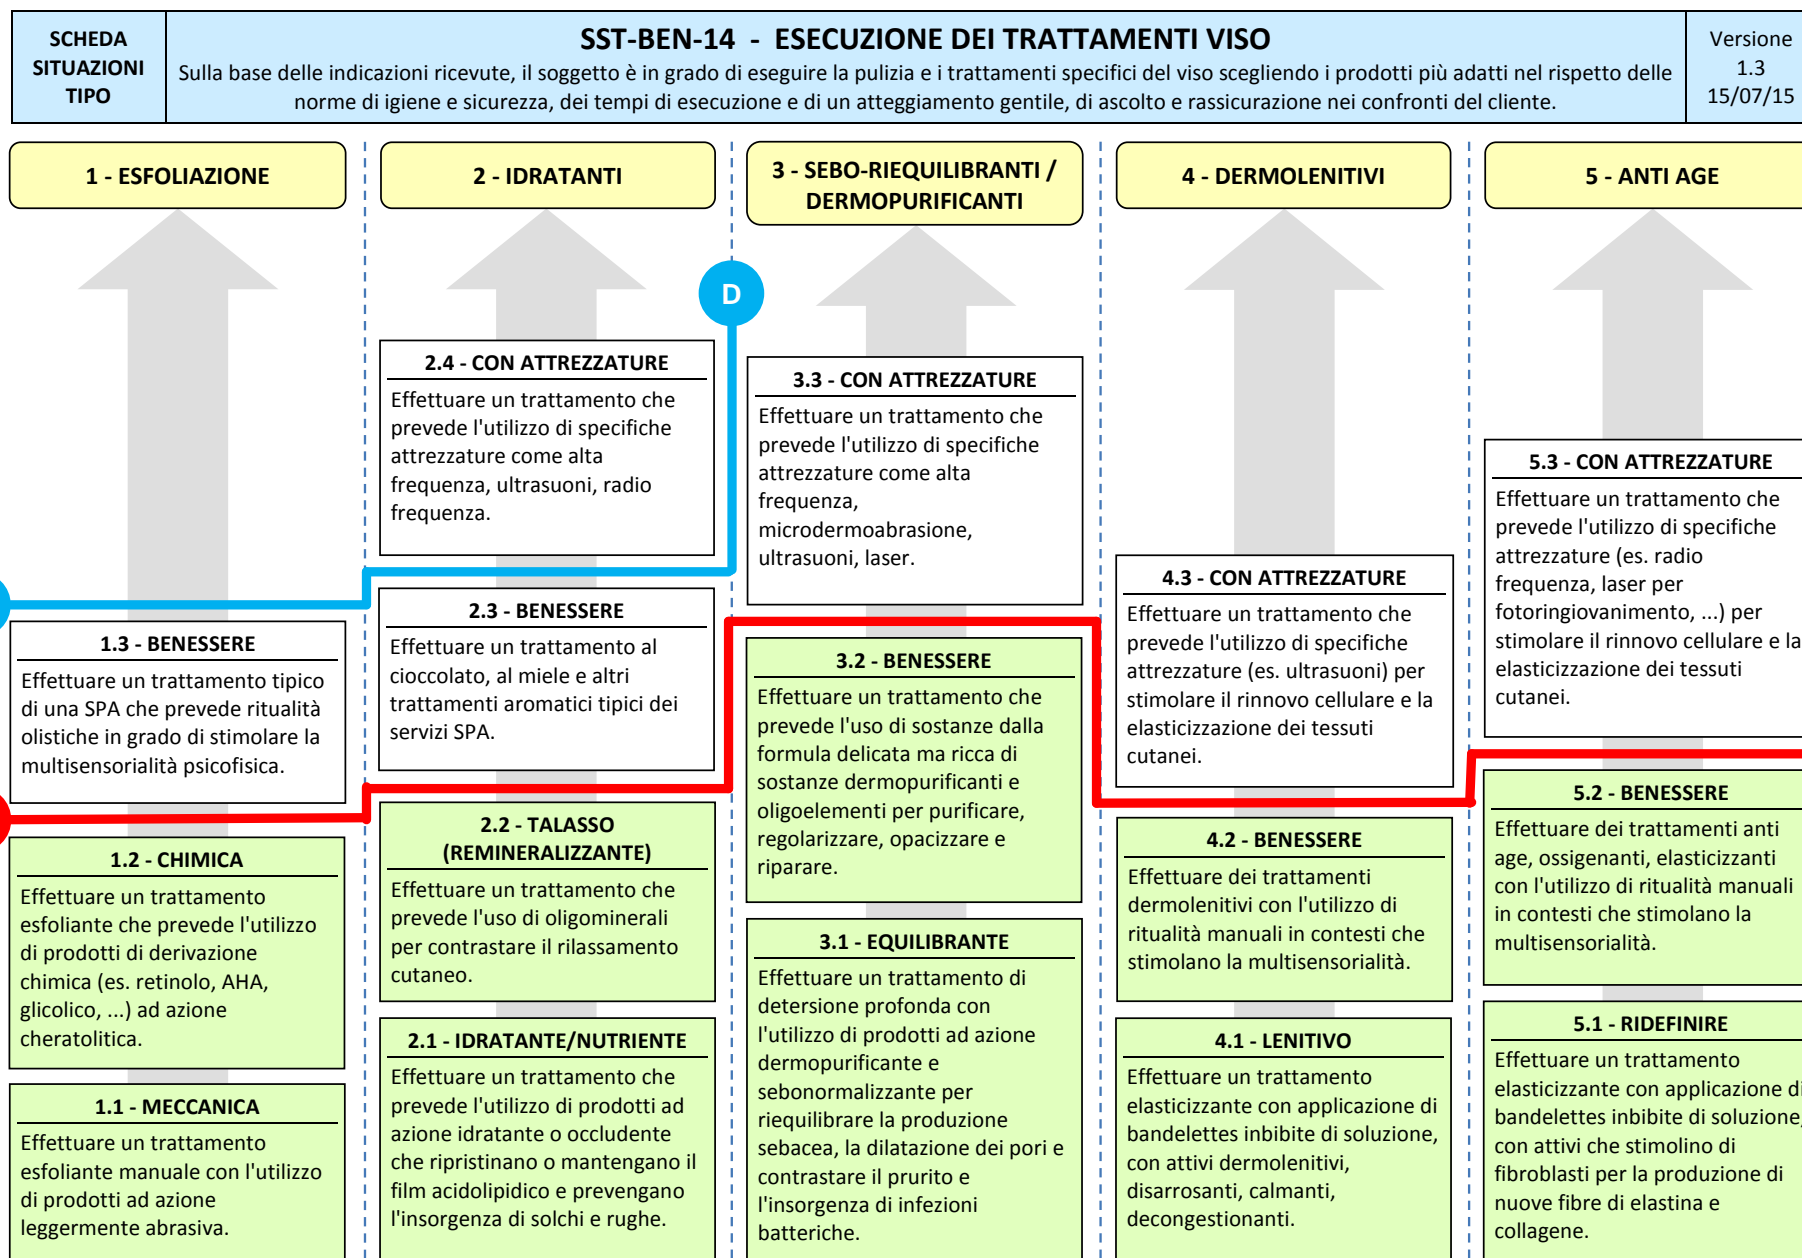 SCHEDA
SITUAZIONI
TIPO
SST-BEN-14 - ESECUZIONE DEI TRATTAMENTI VISO
Sulla base delle indicazioni ricevute, il soggetto è in grado di eseguire la pulizia e i trattamenti specifici del viso scegliendo i prodotti più adatti nel rispetto delle
norme di igiene e sicurezza, dei tempi di esecuzione e di un atteggiamento gentile, di ascolto e rassicurazione nei confronti del cliente.
Versione
1.3
15/07/15
1 - ESFOLIAZIONE
1.3 - BENESSERE
Effettuare un trattamento tipico
di una SPA che prevede ritualità
olistiche in grado di stimolare la
multisensorialità psicofisica.
1.2 - CHIMICA
Effettuare un trattamento
esfoliante che prevede l'utilizzo
di prodotti di derivazione
chimica (es. retinolo, AHA,
glicolico, ...) ad azione
cheratolitica.
1.1 - MECCANICA
Effettuare un trattamento
esfoliante manuale con l'utilizzo
di prodotti ad azione
leggermente abrasiva.
2 - IDRATANTI
D
2.4 - CON ATTREZZATURE
Effettuare un trattamento che
prevede l'utilizzo di specifiche
attrezzature come alta
frequenza, ultrasuoni, radio
frequenza.
2.3 - BENESSERE
Effettuare un trattamento al
cioccolato, al miele e altri
trattamenti aromatici tipici dei
servizi SPA.
2.2 - TALASSO
(REMINERALIZZANTE)
Effettuare un trattamento che
prevede l'uso di oligominerali
per contrastare il rilassamento
cutaneo.
2.1 - IDRATANTE/NUTRIENTE
Effettuare un trattamento che
prevede l'utilizzo di prodotti ad
azione idratante o occludente
che ripristinano o mantengano il
film acidolipidico e prevengano
l'insorgenza di solchi e rughe.
3 - SEBO-RIEQUILIBRANTI /
DERMOPURIFICANTI
3.3 - CON ATTREZZATURE
Effettuare un trattamento che
prevede l'utilizzo di specifiche
attrezzature come alta
frequenza,
microdermoabrasione,
ultrasuoni, laser.
3.2 - BENESSERE
Effettuare un trattamento che
prevede l'uso di sostanze dalla
formula delicata ma ricca di
sostanze dermopurificanti e
oligoelementi per purificare,
regolarizzare, opacizzare e
riparare.
3.1 - EQUILIBRANTE
Effettuare un trattamento di
detersione profonda con
l'utilizzo di prodotti ad azione
dermopurificante e
sebonormalizzante per
riequilibrare la produzione
sebacea, la dilatazione dei pori e
contrastare il prurito e
l'insorgenza di infezioni
batteriche.
4 - DERMOLENITIVI
4.3 - CON ATTREZZATURE
Effettuare un trattamento che
prevede l'utilizzo di specifiche
attrezzature (es. ultrasuoni) per
stimolare il rinnovo cellulare e la
elasticizzazione dei tessuti
cutanei.
4.2 - BENESSERE
Effettuare dei trattamenti
dermolenitivi con l'utilizzo di
ritualità manuali in contesti che
stimolano la multisensorialità.
4.1 - LENITIVO
Effettuare un trattamento
elasticizzante con applicazione di
bandelettes inbibite di soluzione,
con attivi dermolenitivi,
disarrosanti, calmanti,
decongestionanti.
5 - ANTI AGE
5.3 - CON ATTREZZATURE
Effettuare un trattamento che
prevede l'utilizzo di specifiche
attrezzature (es. radio
frequenza, laser per
fotoringiovanimento, ...) per
stimolare il rinnovo cellulare e la
elasticizzazione dei tessuti
cutanei.
5.2 - BENESSERE
Effettuare dei trattamenti anti
age, ossigenanti, elasticizzanti
con l'utilizzo di ritualità manuali
in contesti che stimolano la
multisensorialità.
5.1 - RIDEFINIRE
Effettuare un trattamento
elasticizzante con applicazione di
bandelettes inbibite di soluzione,
con attivi che stimolino di
fibroblasti per la produzione di
nuove fibre di elastina e
collagene.